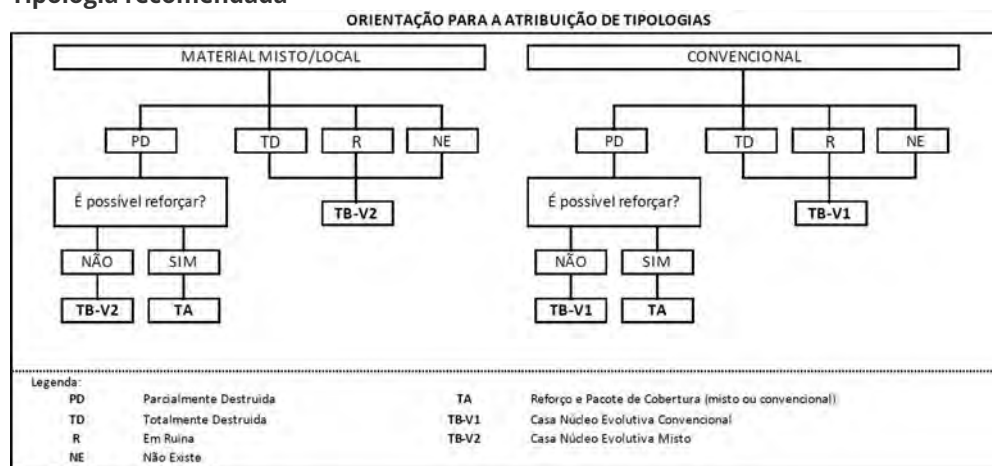 Tipologia recomendada
ORIENTAÇÃO PARA A ATRIBUIÇÃO DE TIPOLOGIAS
MATERIAL MISTO/LOCAL
CONVENCIONAL
PD TD R NE
PD TD R NE
É possível reforçar?
TB-V2
É possível reforçar?
TB-V1
NÃO SIM
NÃO SIM
TB-V2 TA
TB-V1 TA
Legenda:
PD Parcialmente Destruida TA Reforço e Pacote de Cobertura (misto ou convencional)
TD Totalmente Destruida TB-V1 Casa Núcleo Evolutiva Convencional
R Em Ruina TB-V2 Casa Núcleo Evolutiva Misto
NE Não Existe